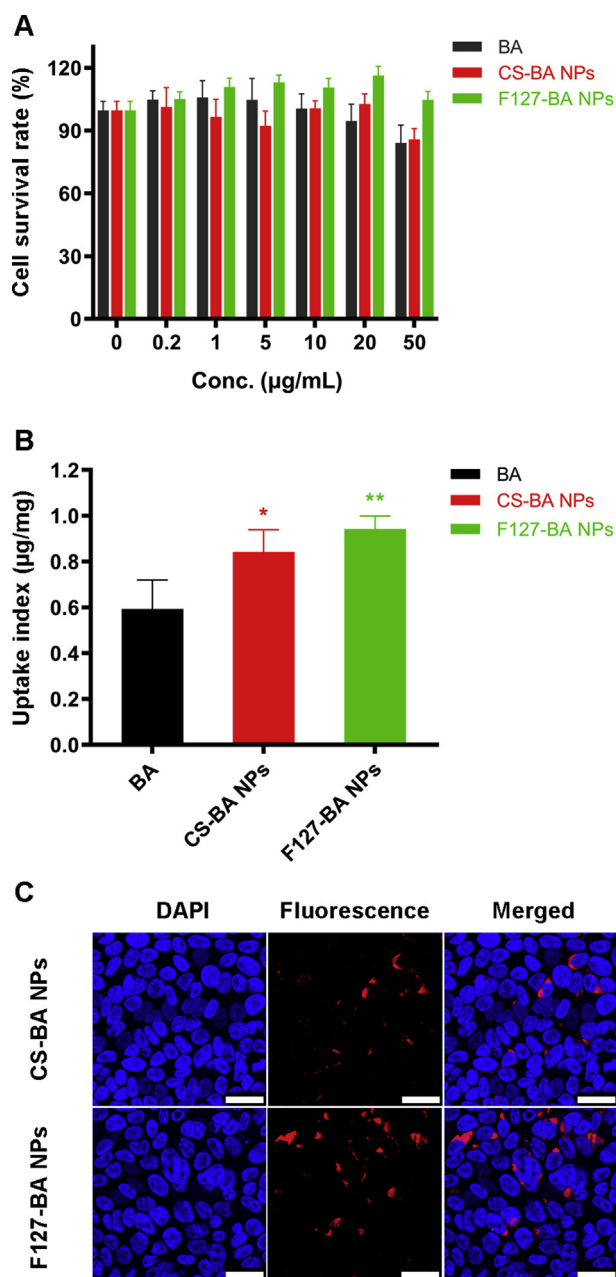 A
Cell survival rate (%)
120
90
60
30
0
0 0.2 1 5 10 20 50
Conc. (µg/mL)
BA
CS-BA NPs
F127-BA NPs
B
Uptake index (µg/mg)
1.2
1.0
0.8
0.6
0.4
0.2
0.0
*
**
BA
CS-BA NPs
F127-BA NPs
BA
CS-BA NPs
F127-BA NPs
C
DAPI Fluorescence Merged
CS-BA NPs
F127-BA NPs